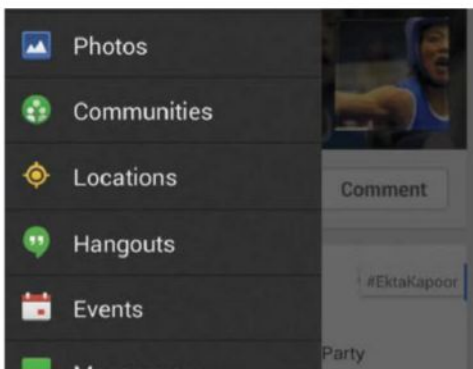 Photos
Communities
Locations
Comment
Hangouts
#EktaKapoor
Events
Party